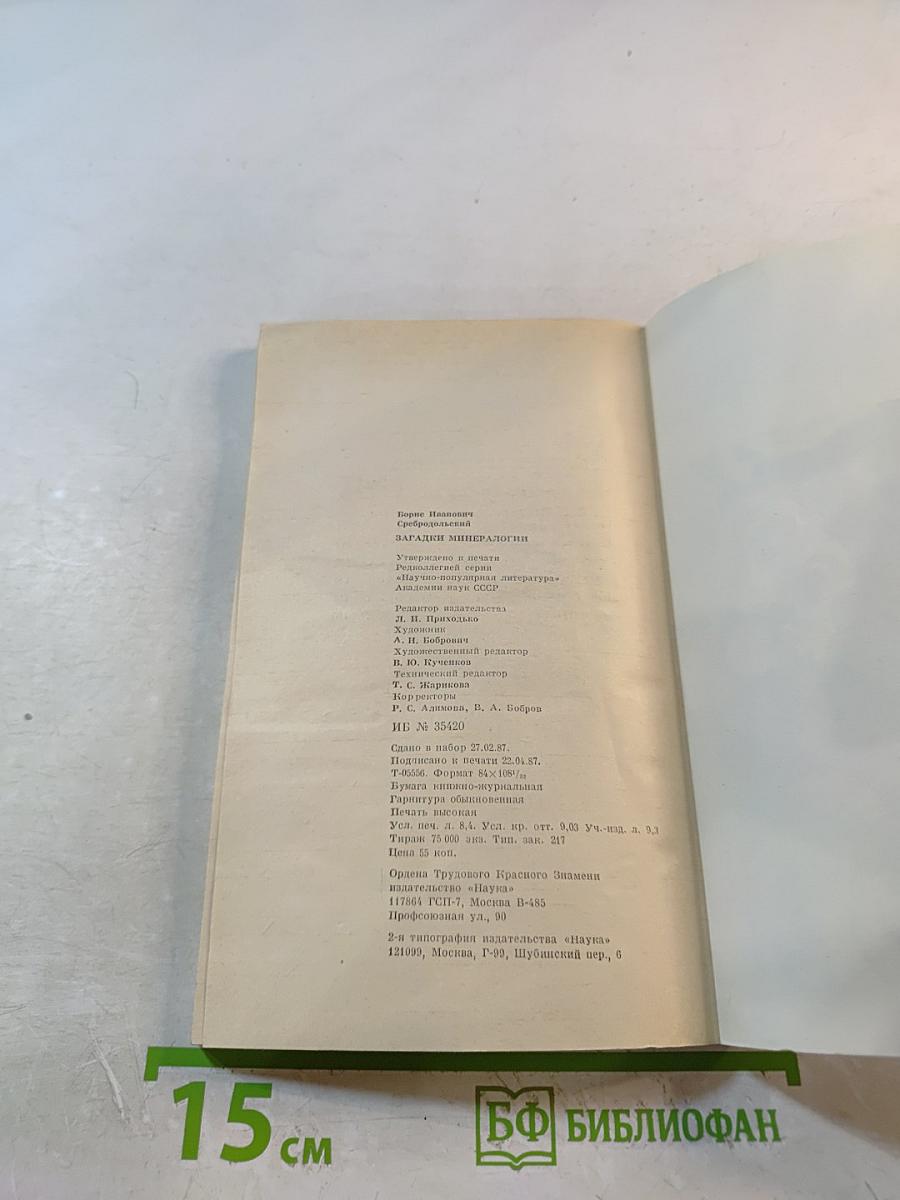 Борис Иванович
Сребродольский
ЗАГАДКИ МИНЕРАЛОГИИ
Утверждено к печати
Редколлегией серии
«Научно-популярная литература»
Академии наук СССР
Редактор издательства
Л. И. Приходько
Художник
А. Н. Бобрович
Художественный редактор
В. Ю. Кученков
Технический редактор
Т. С. Жарикова
Корректоры
Р. С. Алимова, В. А. Бобров
ИБ № 35420
Сдано в набор 27.02.87.
Подписано к печати 22.04.87.
Т-05556. Формат 84×108¹/₃₂
Бумага книжно-журнальная
Гарнитура обыкновенная
Печать высокая
Усл. печ. л. 8,4. Усл. кр. отт. 9,03 Уч.-изд. л. 9,3
Тираж 75 000 экз. Тип. зак. 217
Цена 55 коп.
Ордена Трудового Красного Знамени
издательство «Наука»
117864 ГСП-7, Москва В-485
Профсоюзная ул., 90
2-я типография издательства «Наука»
121099, Москва, Г-99, Шубинский пер., 6
15 см
БФ БИБЛИОФАН